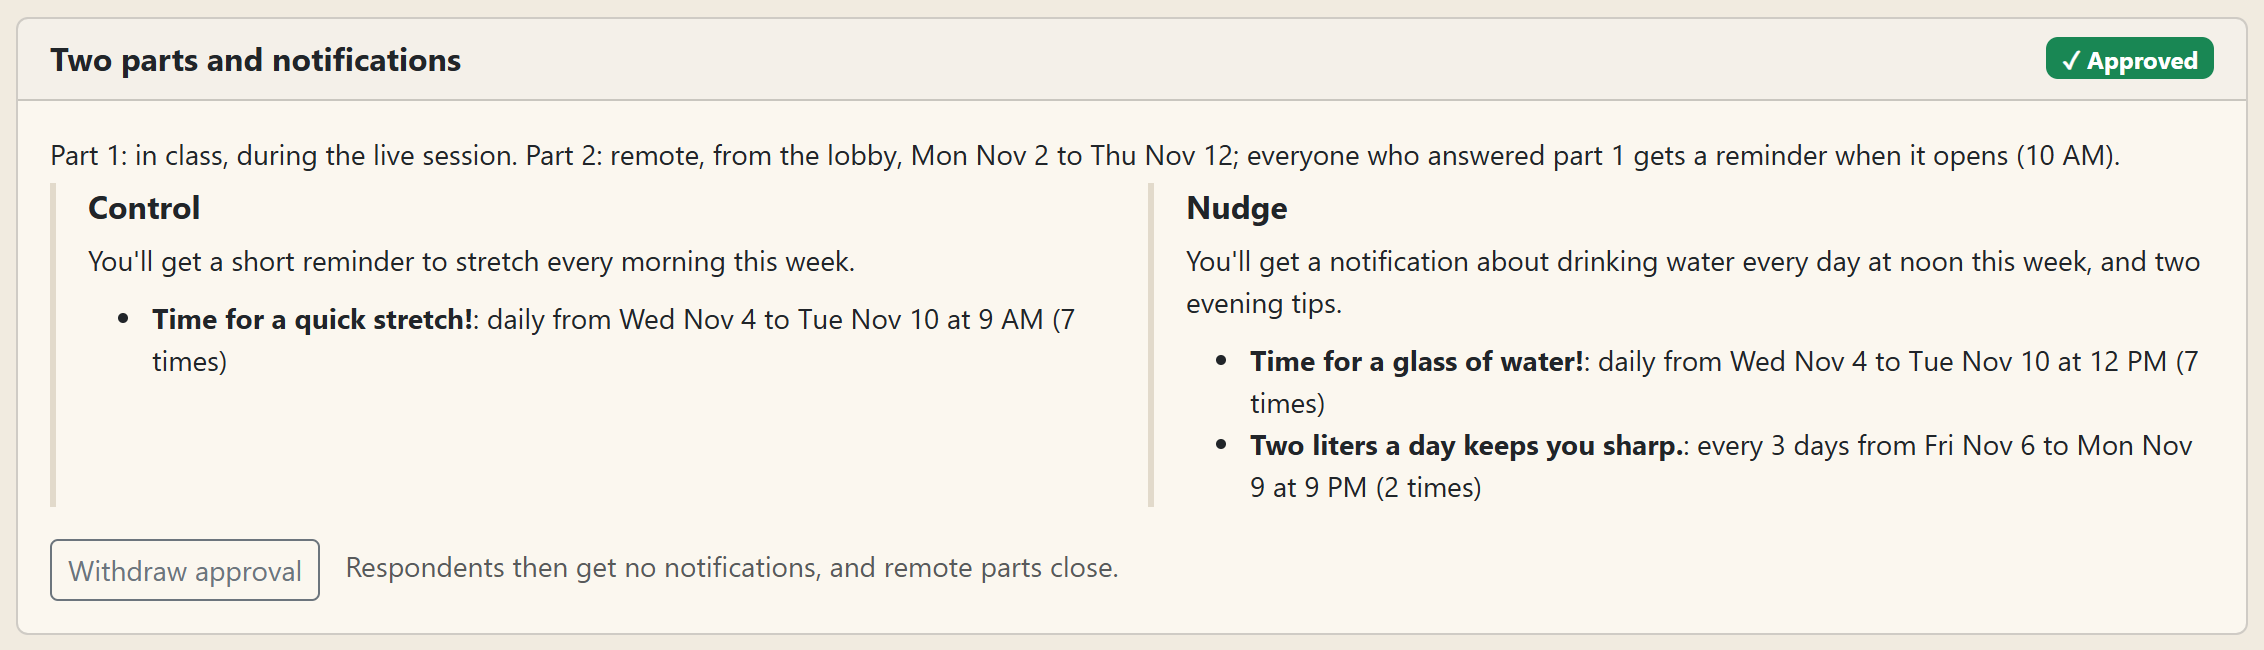 Two parts and notifications
✓ Approved
Part 1: in class, during the live session. Part 2: remote, from the lobby, Mon Nov 2 to Thu Nov 12; everyone who answered part 1 gets a reminder when it opens (10 AM).
Control
You'll get a short reminder to stretch every morning this week.
• Time for a quick stretch!: daily from Wed Nov 4 to Tue Nov 10 at 9 AM (7
times)
Nudge
You'll get a notification about drinking water every day at noon this week, and two
evening tips.
• Time for a glass of water!: daily from Wed Nov 4 to Tue Nov 10 at 12 PM (7
times)
• Two liters a day keeps you sharp.: every 3 days from Fri Nov 6 to Mon Nov
9 at 9 PM (2 times)
Withdraw approval
Respondents then get no notifications, and remote parts close.